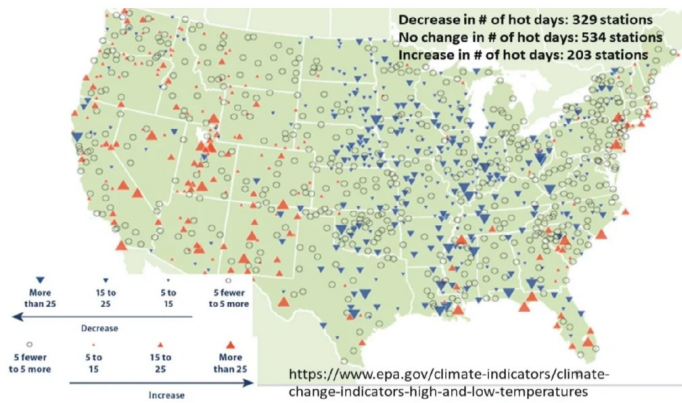 Decrease in # of hot days: 329 stations
No change in # of hot days: 534 stations
Increase in # of hot days: 203 stations
More than 25
15 to 25
5 to 15
5 fewer to 5 more
Decrease
5 fewer to 5 more
5 to 15
15 to 25
More than 25
Increase
https://www.epa.gov/climate-indicators/climate-
change-indicators-high-and-low-temperatures